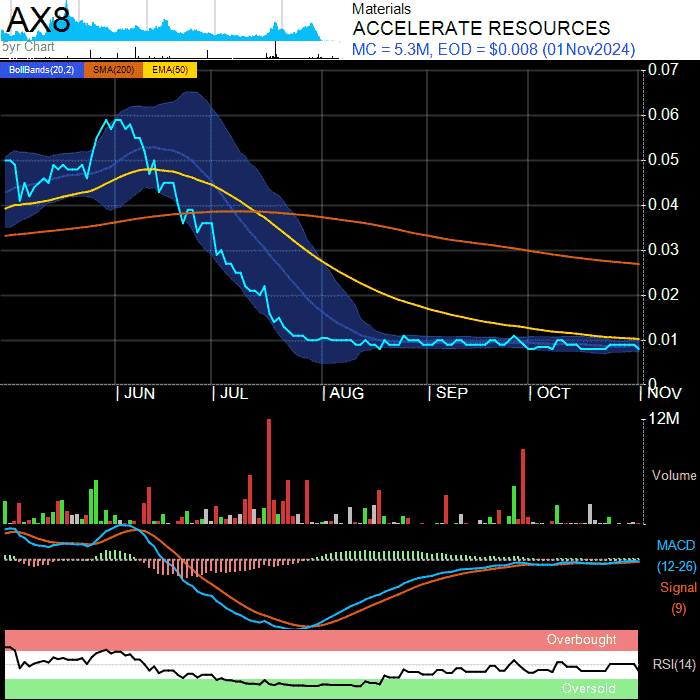 AX8
5yr Chart
Materials
ACCELERATE RESOURCES
MC = 5.3M, EOD = $0.008 (01Nov2024)
BollBands(20,2) SMA(200) EMA(50)
0.07
0.06
0.05
0.04
0.03
0.02
0.01
0
JUN JUL AUG SEP OCT NOV
12M
Volume
MACD
(12-26)
Signal
(9)
Overbought
RSI(14)
Oversold